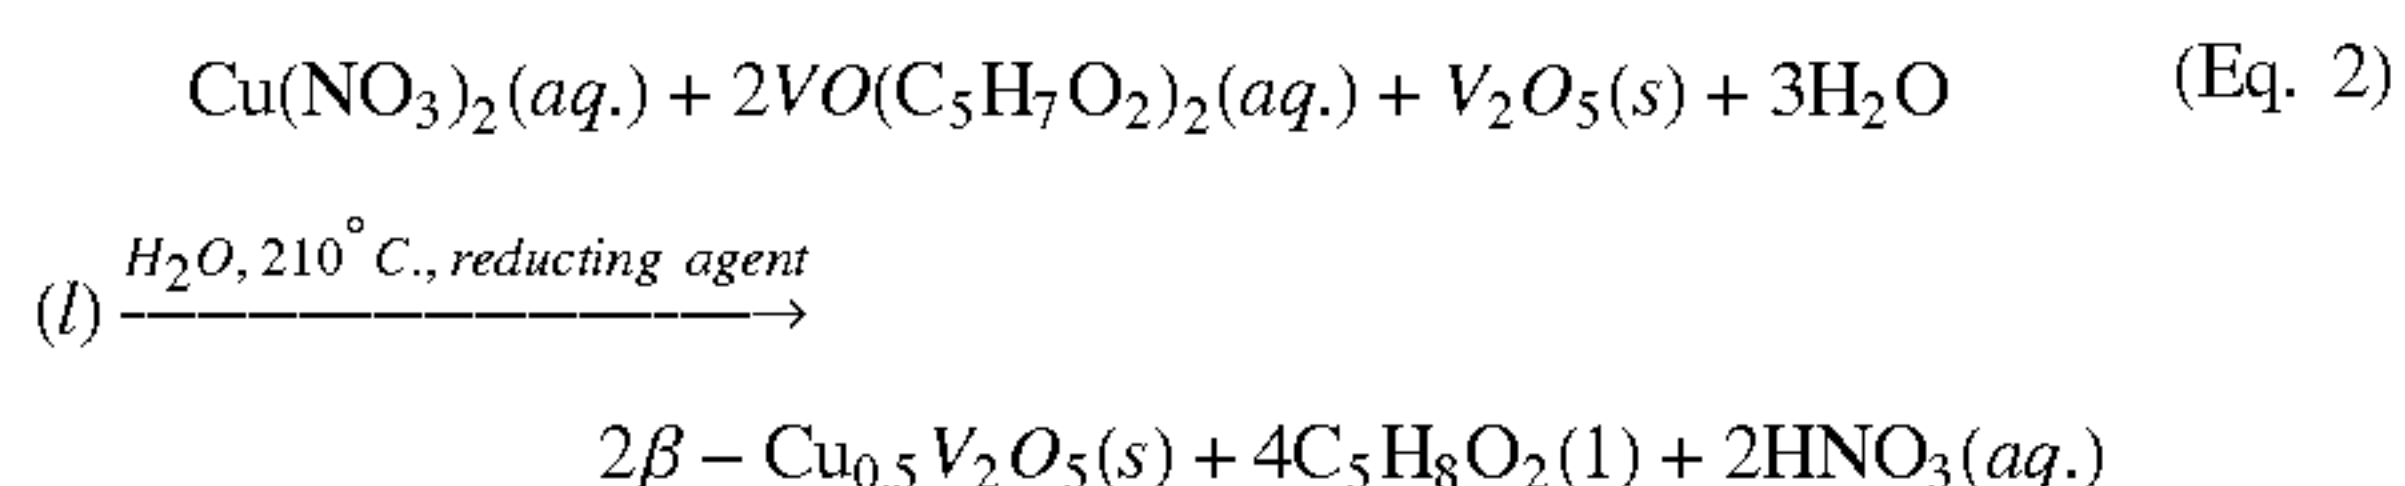 Cu(NO₃)₂(aq.) + 2VO(C₅H₇O₂)₂(aq.) + V₂O₅(s) + 3H₂O (Eq. 2)
H₂O, 210° C., reducting agent
(l) ─────────────→
2β − Cu₀.₅V₂O₅(s) + 4C₅H₈O₂(1) + 2HNO₃(aq.)